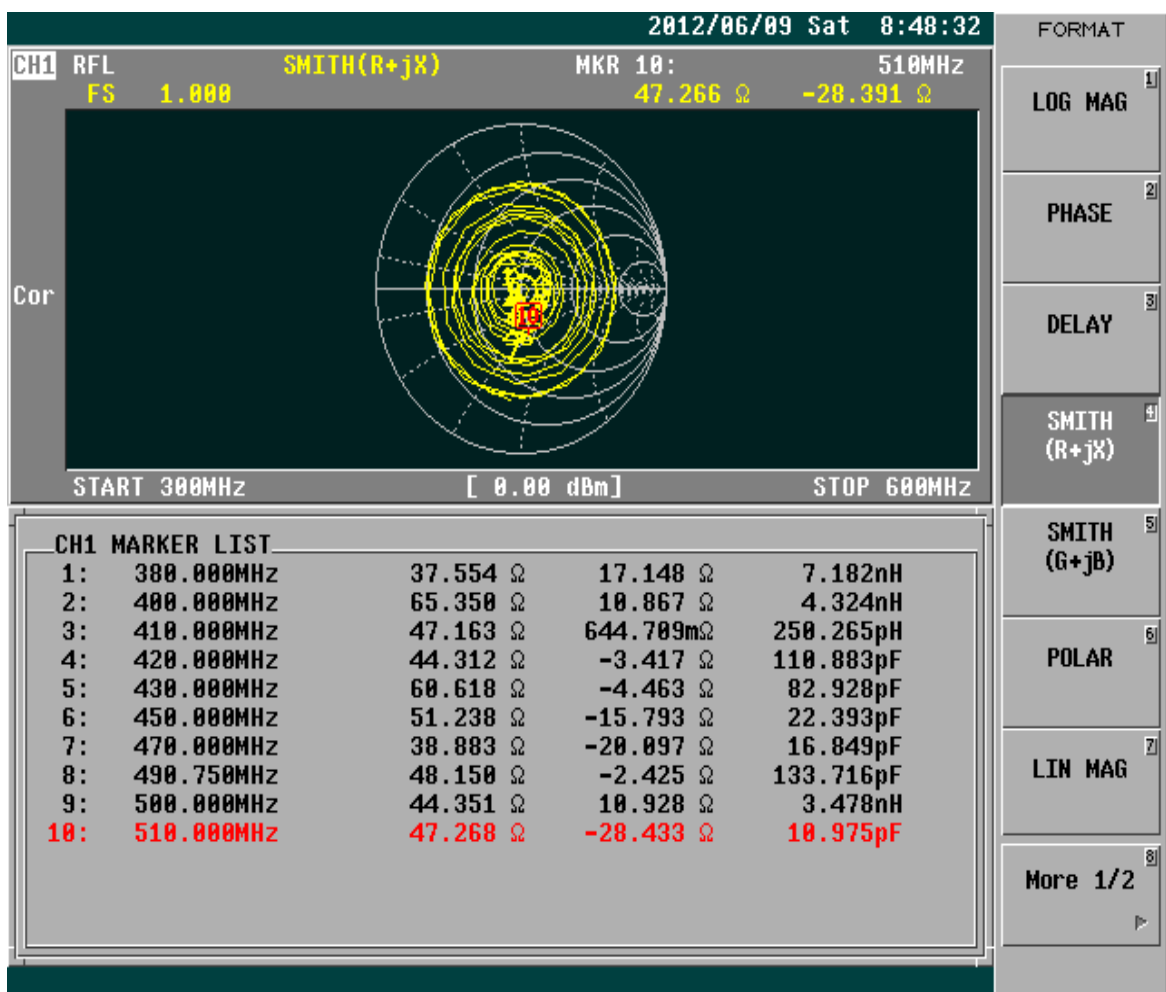 2012/06/09 Sat 8:48:32
FORMAT
CH1 RFL SMITH(R+jX) MKR 10: 510MHz
FS 1.000 47.266 Ω -28.391 Ω
Cor
10
START 300MHz [ 0.00 dBm] STOP 600MHz
CH1 MARKER LIST
1: 380.000MHz 37.554 Ω 17.148 Ω 7.182nH
2: 400.000MHz 65.350 Ω 10.867 Ω 4.324nH
3: 410.000MHz 47.163 Ω 644.709mΩ 250.265pH
4: 420.000MHz 44.312 Ω -3.417 Ω 110.883pF
5: 430.000MHz 60.618 Ω -4.463 Ω 82.928pF
6: 450.000MHz 51.238 Ω -15.793 Ω 22.393pF
7: 470.000MHz 38.883 Ω -20.097 Ω 16.849pF
8: 490.750MHz 48.150 Ω -2.425 Ω 133.716pF
9: 500.000MHz 44.351 Ω 10.928 Ω 3.478nH
10: 510.000MHz 47.268 Ω -28.433 Ω 10.975pF
1
LOG MAG
2
PHASE
3
DELAY
4
SMITH
(R+jX)
5
SMITH
(G+jB)
6
POLAR
7
LIN MAG
8
More 1/2